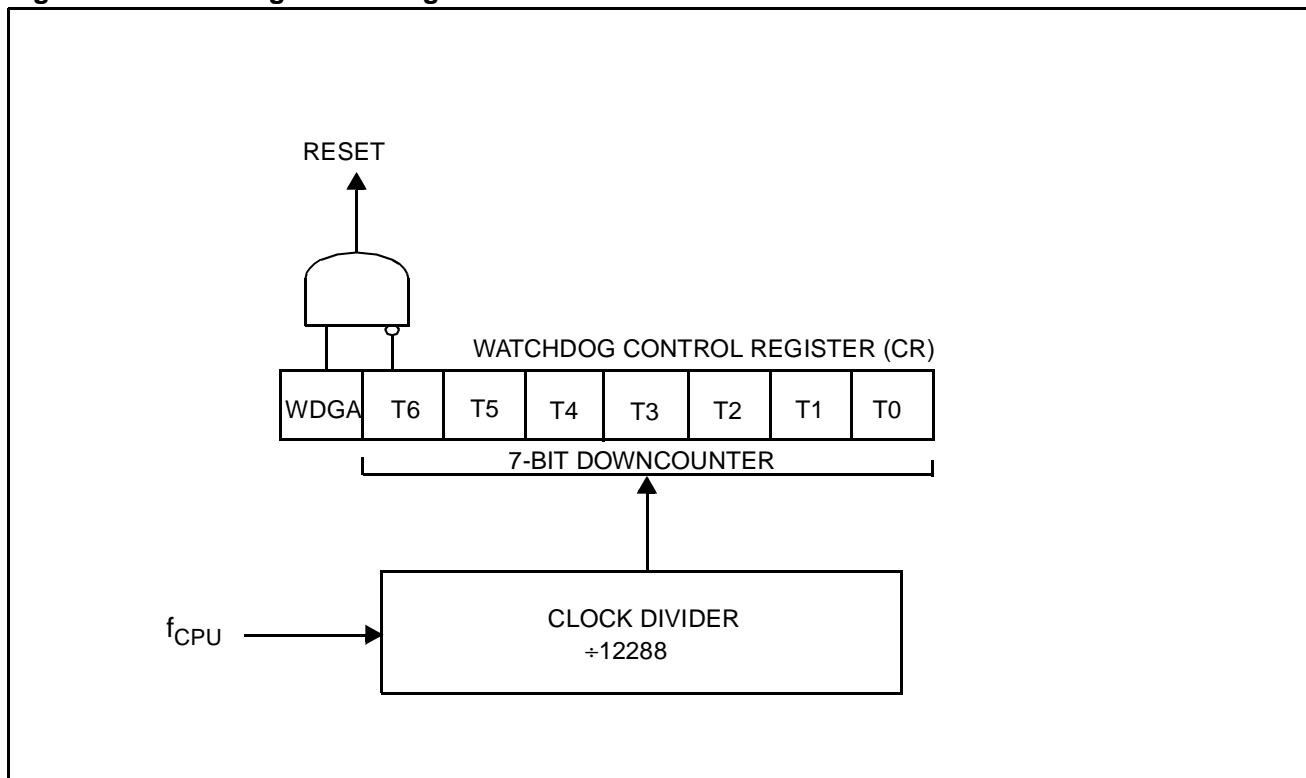 RESET
WATCHDOG CONTROL REGISTER (CR)
WDGA T6 T5 T4 T3 T2 T1 T0
7-BIT DOWNCOUNTER
fCPU
CLOCK DIVIDER
÷12288